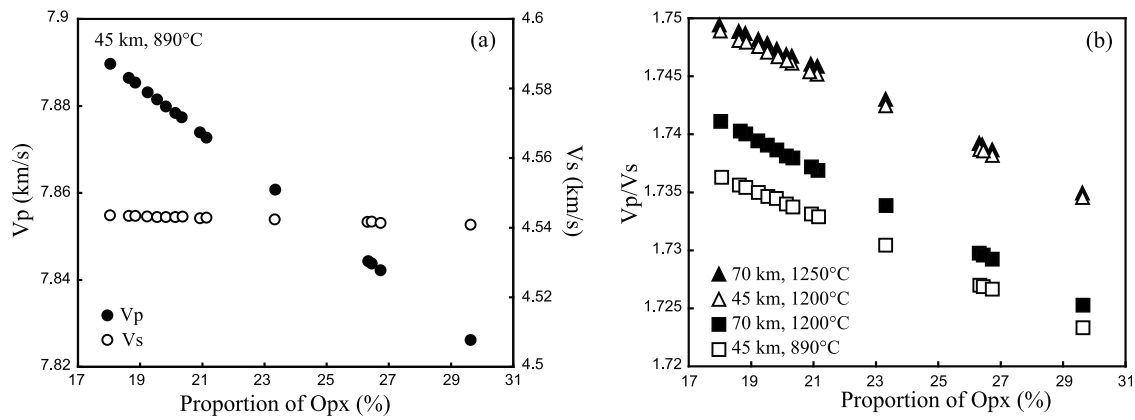 7.9
7.88
7.86
7.84
7.82
Vp (km/s)
45 km, 890°C
(a)
Vp
Vs
4.6
4.58
4.56
4.54
4.52
4.5
Vs (km/s)
17 19 21 23 25 27 29 31
Proportion of Opx (%)
1.75
1.745
1.74
1.735
1.73
1.725
1.72
Vp/Vs
(b)
70 km, 1250°C
45 km, 1200°C
70 km, 1200°C
45 km, 890°C
17 19 21 23 25 27 29 31
Proportion of Opx (%)